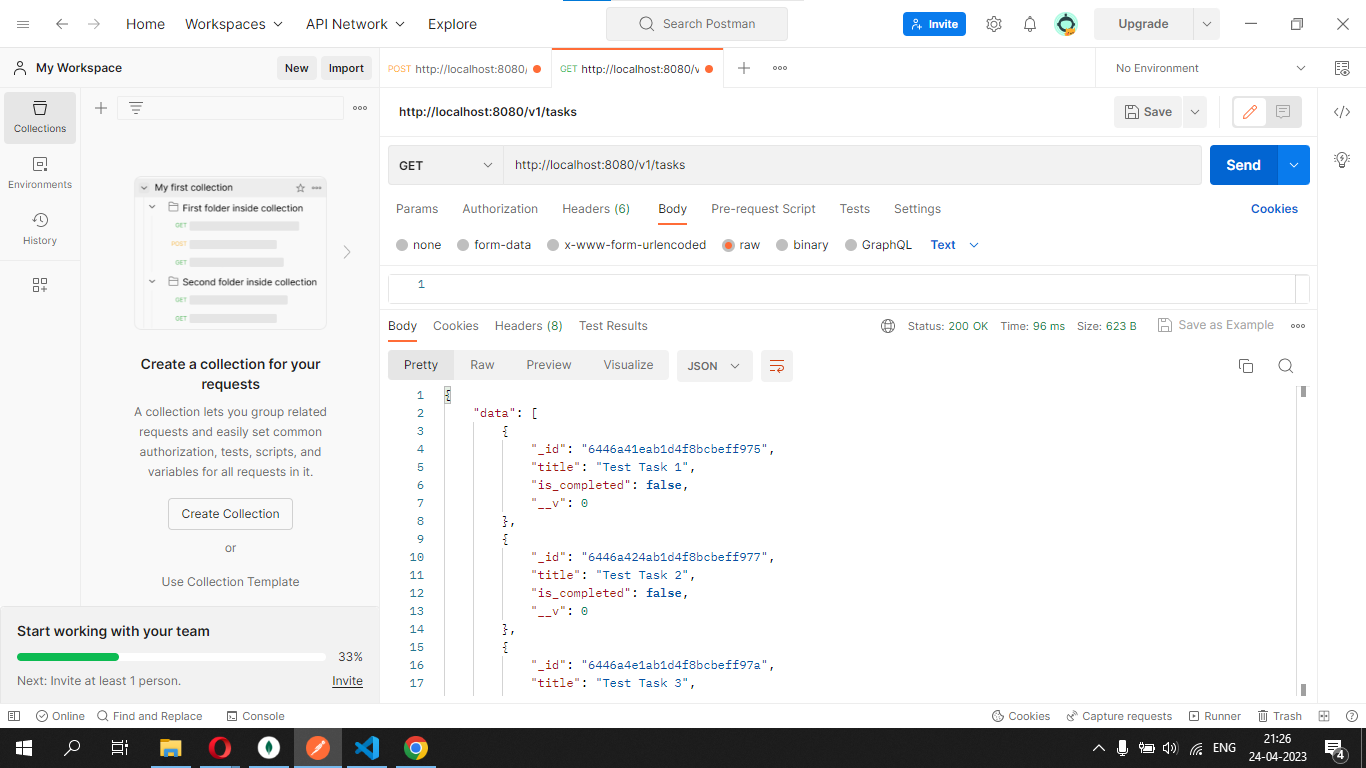 Home Workspaces API Network Explore Search Postman Invite Upgrade
My Workspace New Import
POST http://localhost:8080/ GET http://localhost:8080/v No Environment
Collections
Environments
History
My first collection
First folder inside collection
GET
POST
GET
Second folder inside collection
GET
GET
Create a collection for your
requests
A collection lets you group related
requests and easily set common
authorization, tests, scripts, and
variables for all requests in it.
Create Collection
or
Use Collection Template
Start working with your team
33%
Next: Invite at least 1 person. Invite
http://localhost:8080/v1/tasks Save
GET http://localhost:8080/v1/tasks Send
Params Authorization Headers (6) Body Pre-request Script Tests Settings Cookies
none form-data x-www-form-urlencoded raw binary GraphQL Text
1
Body Cookies Headers (8) Test Results Status: 200 OK Time: 96 ms Size: 623 B Save as Example
Pretty Raw Preview Visualize JSON
1 {
2 "data": [
3 {
4 "_id": "6446a41eab1d4f8bcbeff975",
5 "title": "Test Task 1",
6 "is_completed": false,
7 "__v": 0
8 },
9 {
10 "_id": "6446a424ab1d4f8bcbeff977",
11 "title": "Test Task 2",
12 "is_completed": false,
13 "__v": 0
14 },
15 {
16 "_id": "6446a4e1ab1d4f8bcbeff97a",
17 "title": "Test Task 3",
Online Find and Replace Console Cookies Capture requests Runner Trash
ENG 21:26
24-04-2023 4